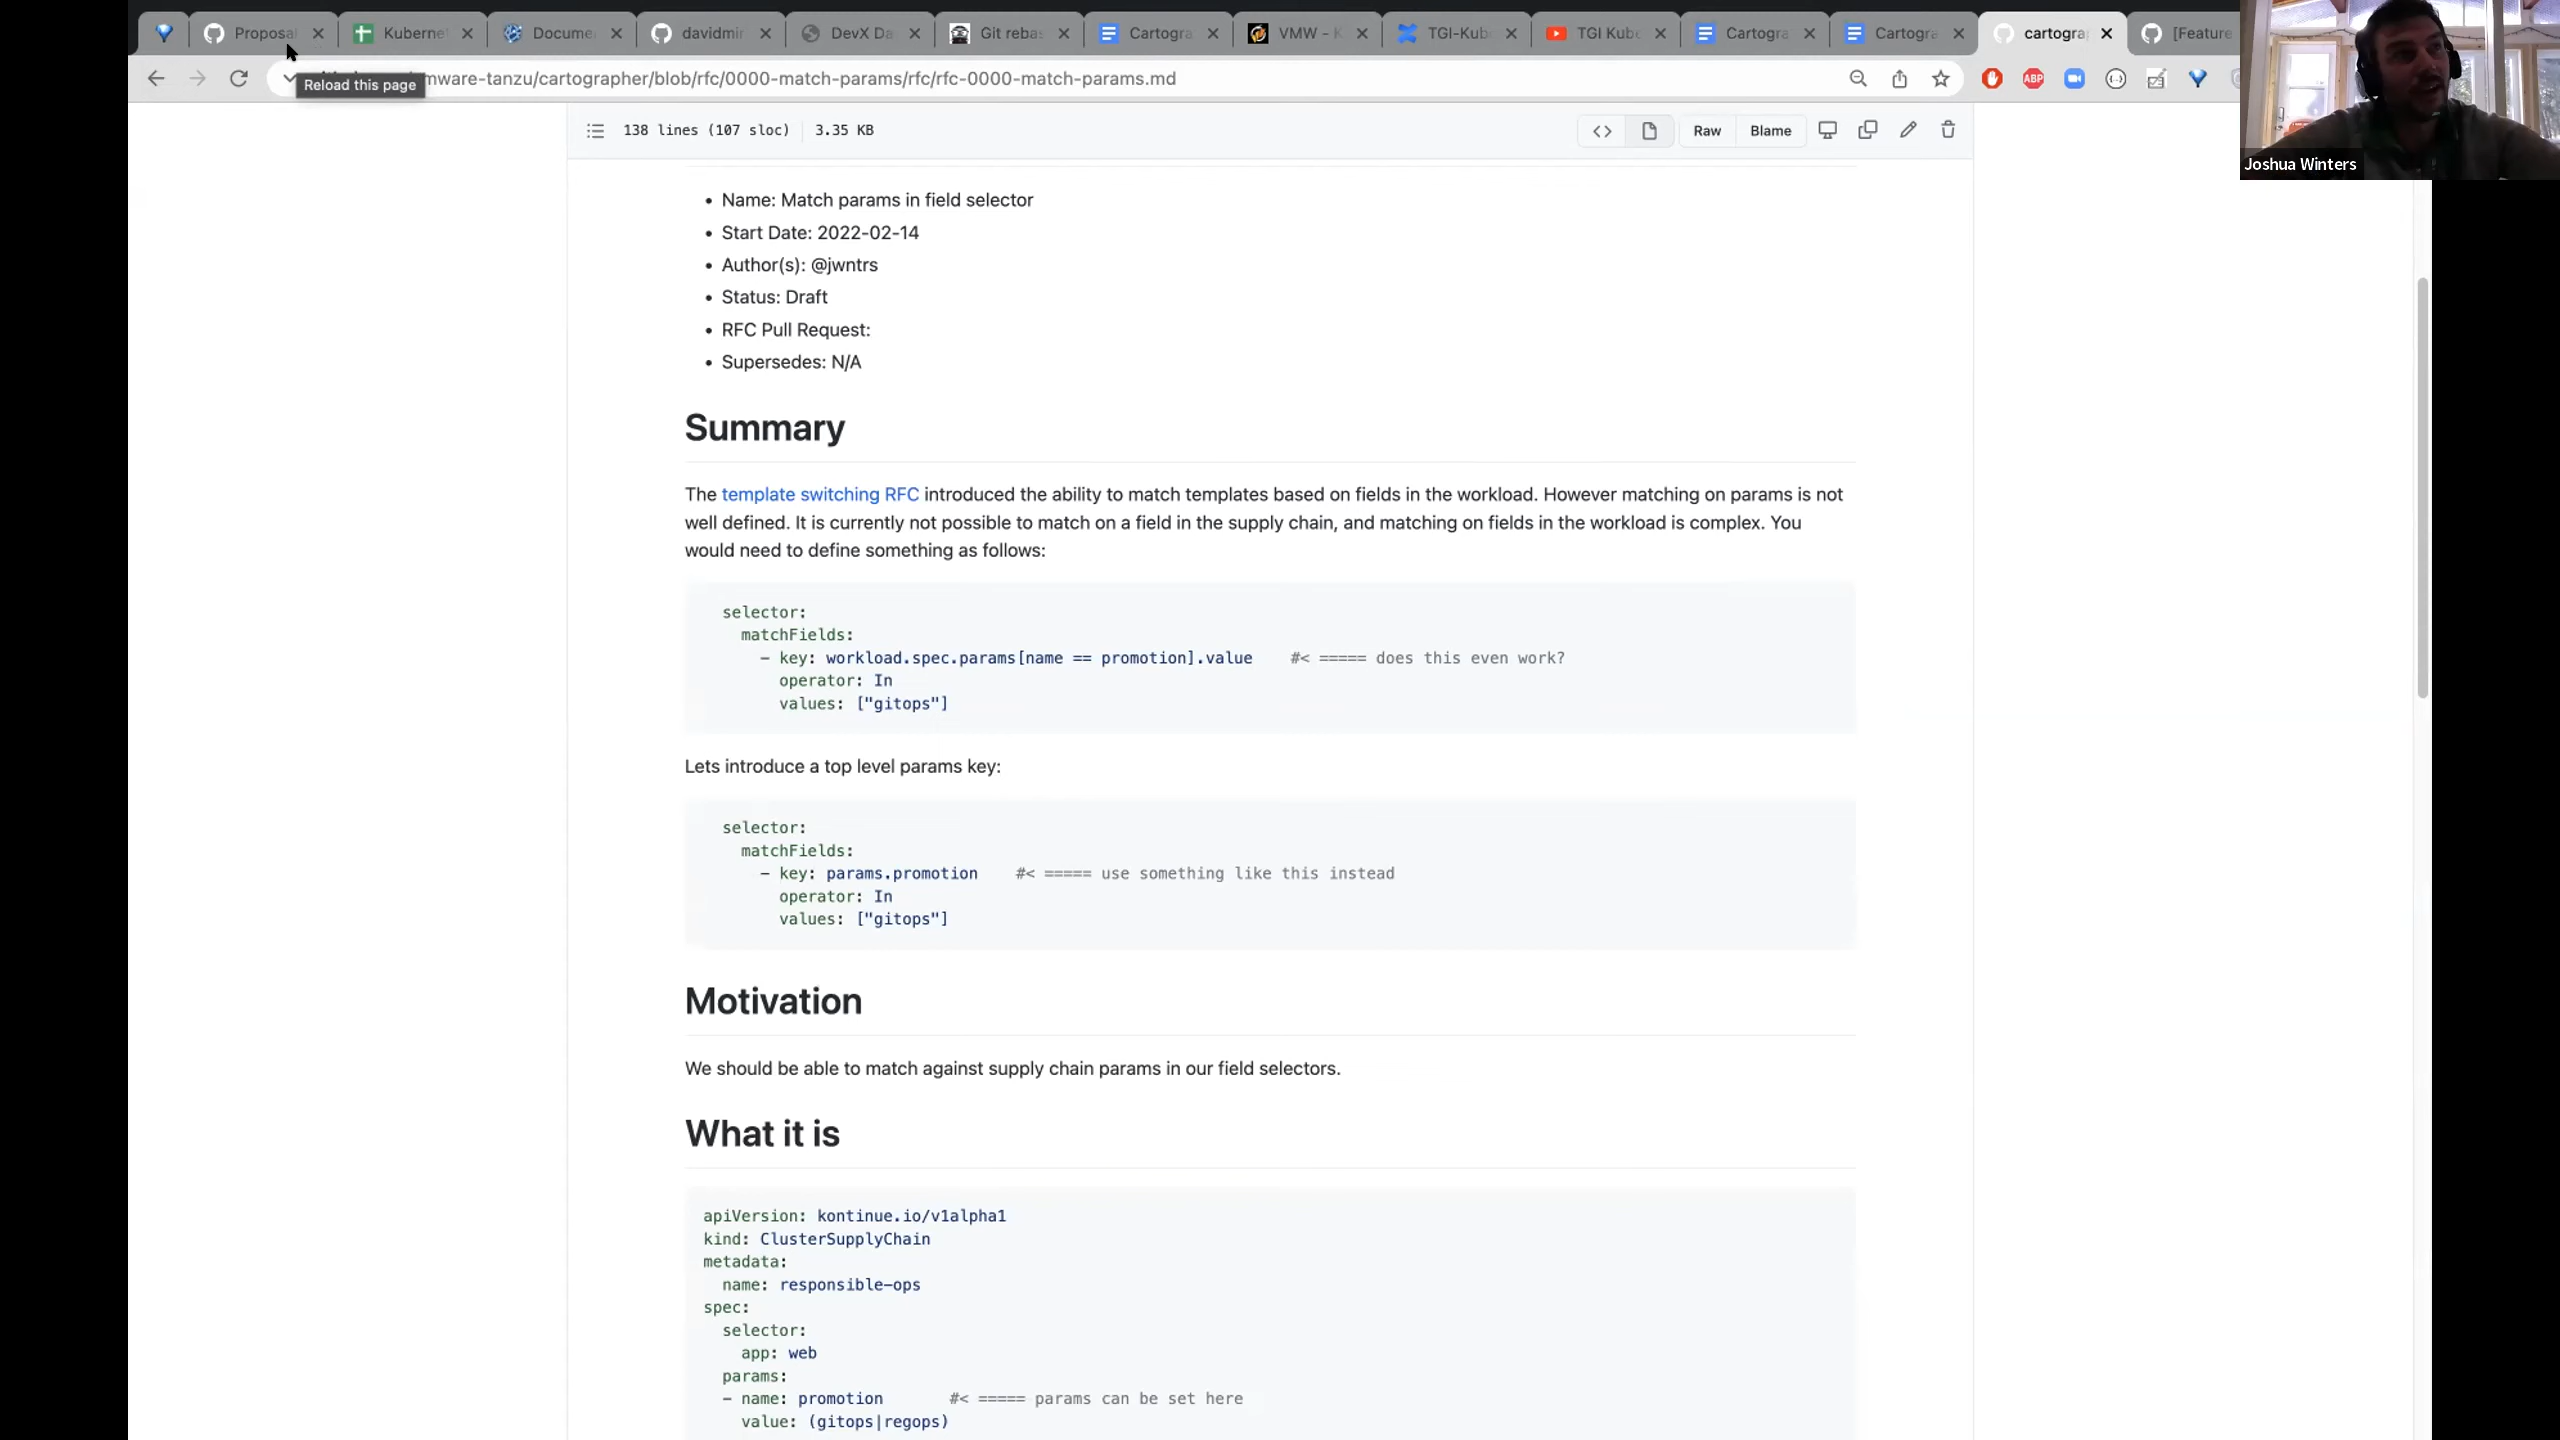 Proposal
Kuberne
Docume
davidmir
DevX Da
Git reba
Cartogra
VMW - K
TGI-Kub
TGI Kube
Cartogra
Cartogra
cartogra
[Feature
mware-tanzu/cartographer/blob/rfc/0000-match-params/rfc/rfc-0000-match-params.md
Reload this page
ABP
138 lines (107 sloc) 3.35 KB
Raw
Blame
Joshua Winters
• Name: Match params in field selector
• Start Date: 2022-02-14
• Author(s): @jwntrs
• Status: Draft
• RFC Pull Request:
• Supersedes: N/A
Summary
The template switching RFC introduced the ability to match templates based on fields in the workload. However matching on params is not
well defined. It is currently not possible to match on a field in the supply chain, and matching on fields in the workload is complex. You
would need to define something as follows:
selector:
matchFields:
- key: workload.spec.params[name == promotion].value #< ===== does this even work?
operator: In
values: ["gitops"]
Lets introduce a top level params key:
selector:
matchFields:
- key: params.promotion #< ===== use something like this instead
operator: In
values: ["gitops"]
Motivation
We should be able to match against supply chain params in our field selectors.
What it is
apiVersion: kontinue.io/v1alpha1
kind: ClusterSupplyChain
metadata:
name: responsible-ops
spec:
selector:
app: web
params:
- name: promotion #< ===== params can be set here
value: (gitops|regops)